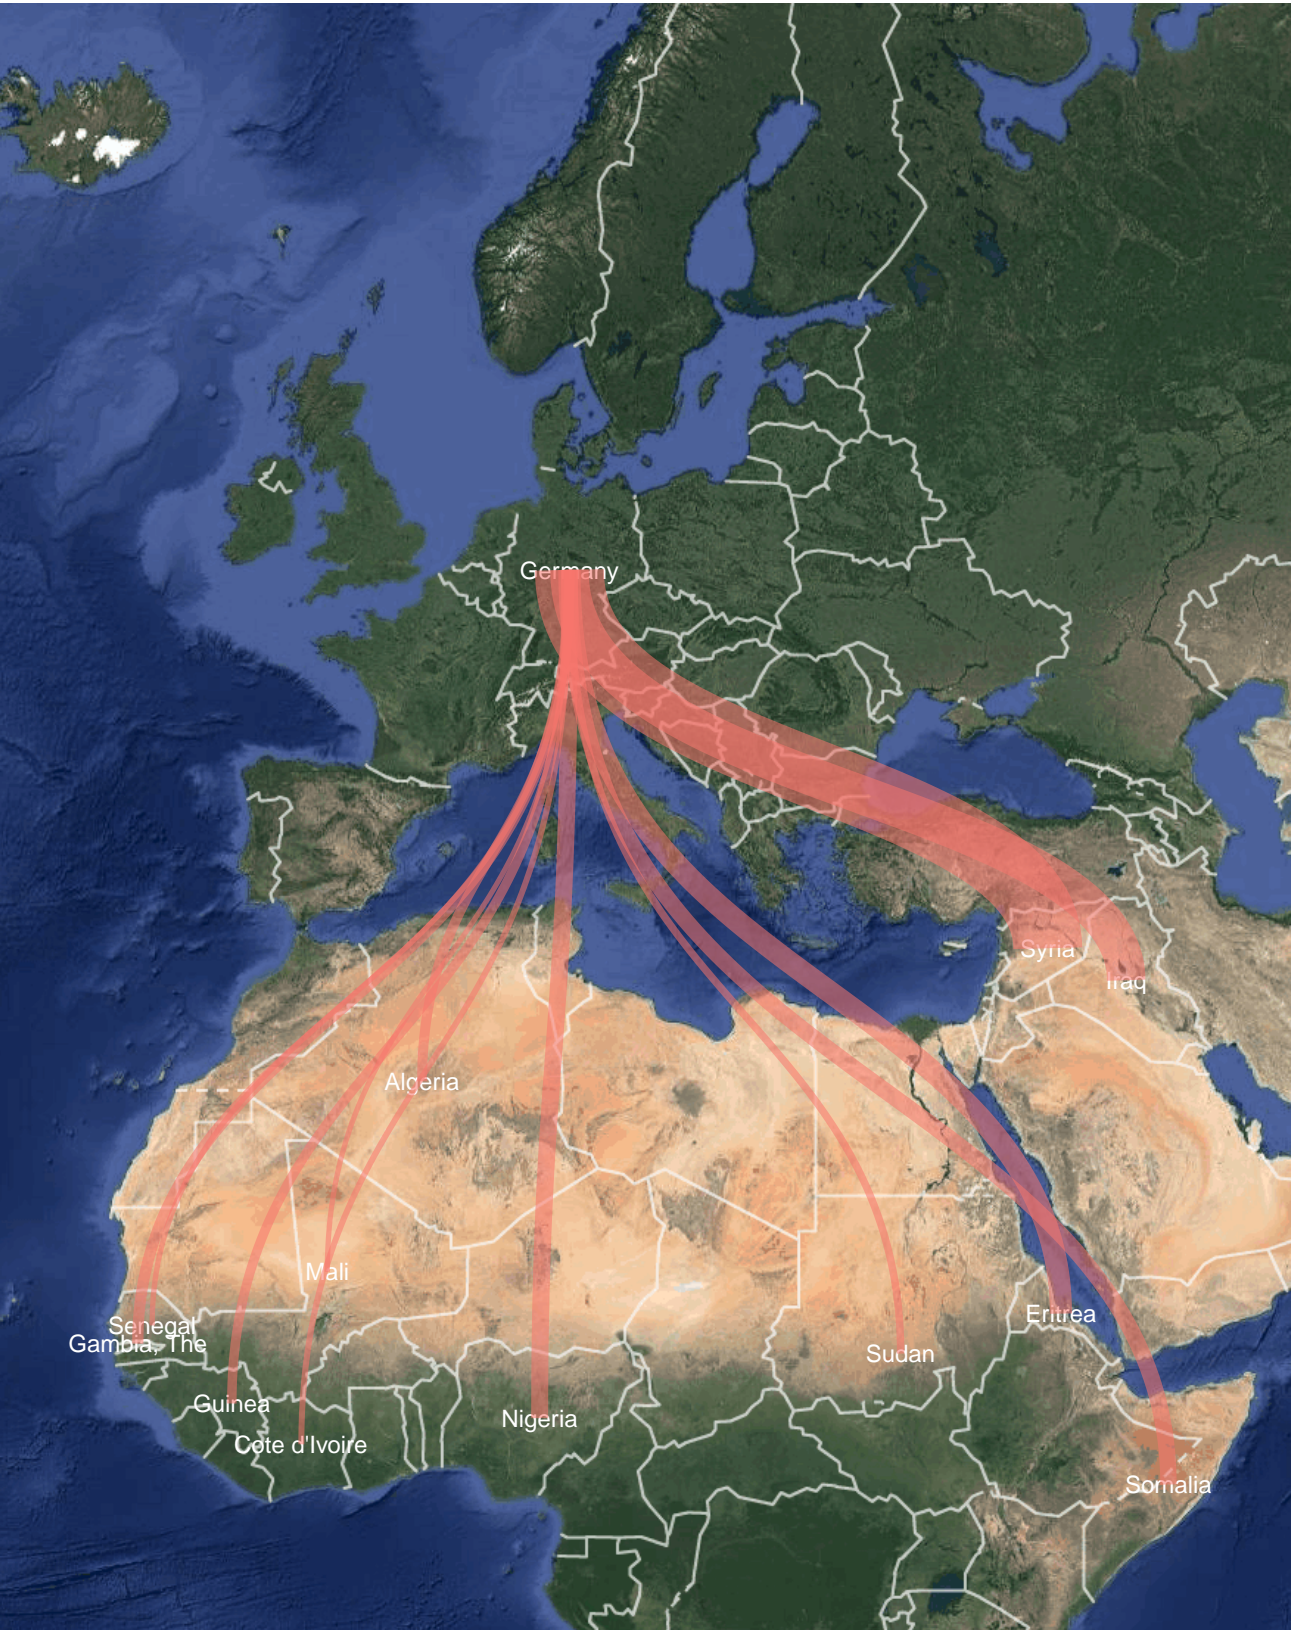 Germany
Syria
Iraq
Algeria
Mali
Senegal
Gambia, The
Eritrea
Sudan
Guinea
Nigeria
Cote d'Ivoire
Somalia